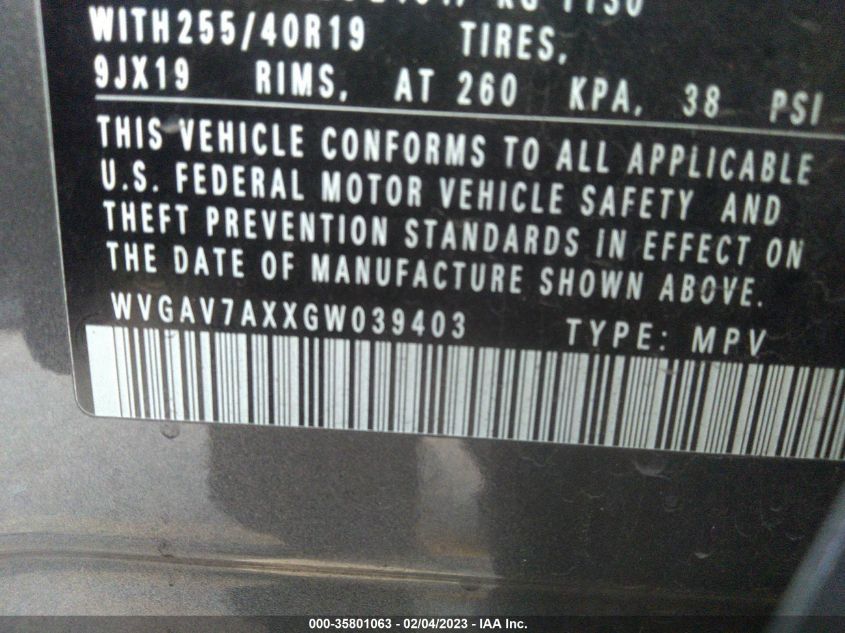 WITH255/40R19 TIRES,
9JX19 RIMS, AT 260 KPA, 38 PSI
THIS VEHICLE CONFORMS TO ALL APPLICABLE
U.S. FEDERAL MOTOR VEHICLE SAFETY AND
THEFT PREVENTION STANDARDS IN EFFECT ON
THE DATE OF MANUFACTURE SHOWN ABOVE.
WVGAV7AXXGW039403 TYPE: MPV
000-35801063 - 02/04/2023 - IAA Inc.